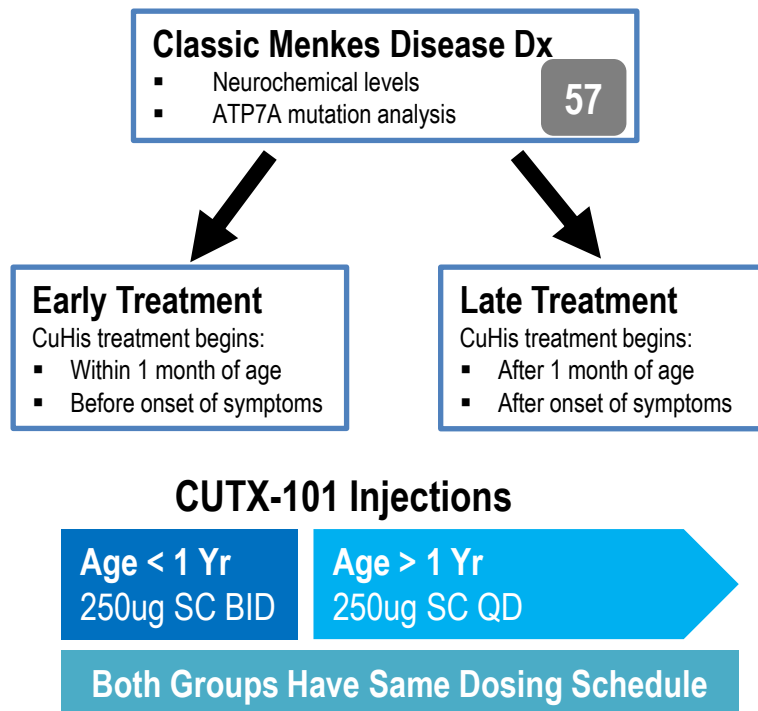 Classic Menkes Disease Dx
▪ Neurochemical levels
▪ ATP7A mutation analysis
57
Early Treatment
CuHis treatment begins:
▪ Within 1 month of age
▪ Before onset of symptoms
Late Treatment
CuHis treatment begins:
▪ After 1 month of age
▪ After onset of symptoms
CUTX-101 Injections
Age < 1 Yr
250ug SC BID
Age > 1 Yr
250ug SC QD
Both Groups Have Same Dosing Schedule